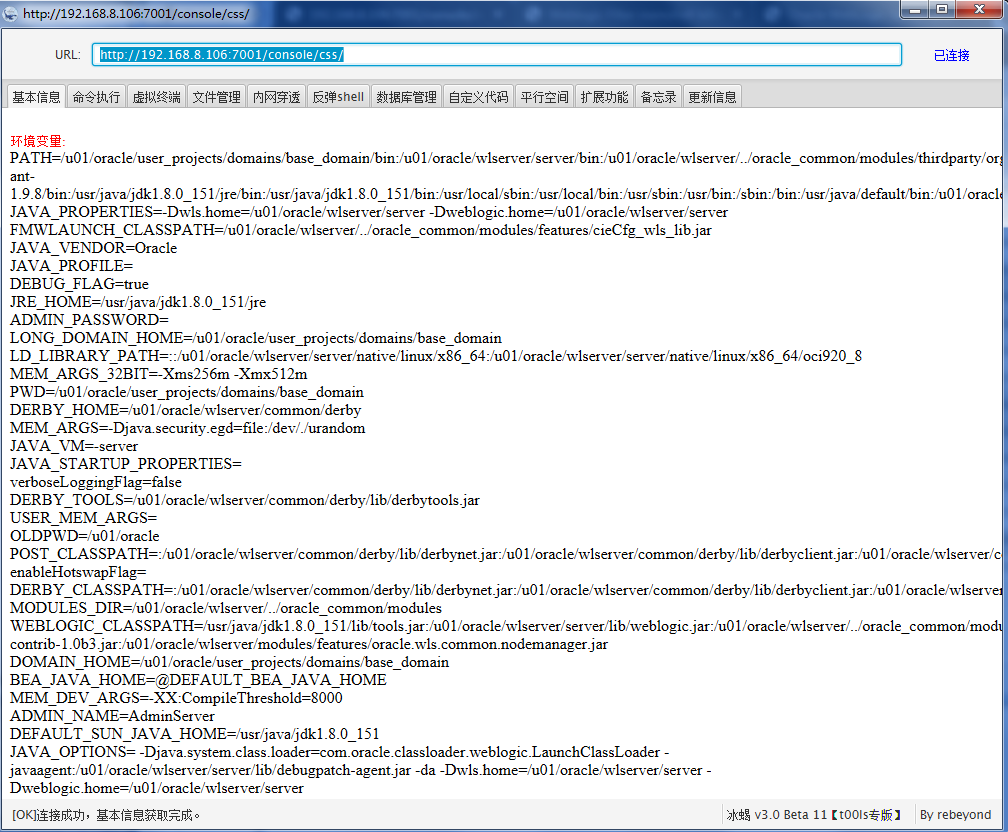 http://192.168.8.106:7001/console/css/
URL: http://192.168.8.106:7001/console/css/ 已连接
基本信息 命令执行 虚拟终端 文件管理 内网穿透 反弹shell 数据库管理 自定义代码 平行空间 扩展功能 备忘录 更新信息
环境变量:
PATH=/u01/oracle/user_projects/domains/base_domain/bin:/u01/oracle/wlserver/server/bin:/u01/oracle/wlserver/../oracle_common/modules/thirdparty/org
ant-
1.9.8/bin:/usr/java/jdk1.8.0_151/jre/bin:/usr/java/jdk1.8.0_151/bin:/usr/local/sbin:/usr/local/bin:/usr/sbin:/usr/bin:/sbin:/bin:/usr/java/default/bin:/u01/oracle
JAVA_PROPERTIES=-Dwls.home=/u01/oracle/wlserver/server -Dweblogic.home=/u01/oracle/wlserver/server
FMWLAUNCH_CLASSPATH=/u01/oracle/wlserver/../oracle_common/modules/features/cieCfg_wls_lib.jar
JAVA_VENDOR=Oracle
JAVA_PROFILE=
DEBUG_FLAG=true
JRE_HOME=/usr/java/jdk1.8.0_151/jre
ADMIN_PASSWORD=
LONG_DOMAIN_HOME=/u01/oracle/user_projects/domains/base_domain
LD_LIBRARY_PATH=::/u01/oracle/wlserver/server/native/linux/x86_64:/u01/oracle/wlserver/server/native/linux/x86_64/oci920_8
MEM_ARGS_32BIT=-Xms256m -Xmx512m
PWD=/u01/oracle/user_projects/domains/base_domain
DERBY_HOME=/u01/oracle/wlserver/common/derby
MEM_ARGS=-Djava.security.egd=file:/dev/./urandom
JAVA_VM=-server
JAVA_STARTUP_PROPERTIES=
verboseLoggingFlag=false
DERBY_TOOLS=/u01/oracle/wlserver/common/derby/lib/derbytools.jar
USER_MEM_ARGS=
OLDPWD=/u01/oracle
POST_CLASSPATH=:/u01/oracle/wlserver/common/derby/lib/derbynet.jar:/u01/oracle/wlserver/common/derby/lib/derbyclient.jar:/u01/oracle/wlserver/co
enableHotswapFlag=
DERBY_CLASSPATH=:/u01/oracle/wlserver/common/derby/lib/derbynet.jar:/u01/oracle/wlserver/common/derby/lib/derbyclient.jar:/u01/oracle/wlserver
MODULES_DIR=/u01/oracle/wlserver/../oracle_common/modules
WEBLOGIC_CLASSPATH=/usr/java/jdk1.8.0_151/lib/tools.jar:/u01/oracle/wlserver/server/lib/weblogic.jar:/u01/oracle/wlserver/../oracle_common/modu
contrib-1.0b3.jar:/u01/oracle/wlserver/modules/features/oracle.wls.common.nodemanager.jar
DOMAIN_HOME=/u01/oracle/user_projects/domains/base_domain
BEA_JAVA_HOME=@DEFAULT_BEA_JAVA_HOME
MEM_DEV_ARGS=-XX:CompileThreshold=8000
ADMIN_NAME=AdminServer
DEFAULT_SUN_JAVA_HOME=/usr/java/jdk1.8.0_151
JAVA_OPTIONS= -Djava.system.class.loader=com.oracle.classloader.weblogic.LaunchClassLoader -
javaagent:/u01/oracle/wlserver/server/lib/debugpatch-agent.jar -da -Dwls.home=/u01/oracle/wlserver/server -
Dweblogic.home=/u01/oracle/wlserver/server
[OK]连接成功，基本信息获取完成。 冰蝎 v3.0 Beta 11【t00ls专版】 By rebeyond